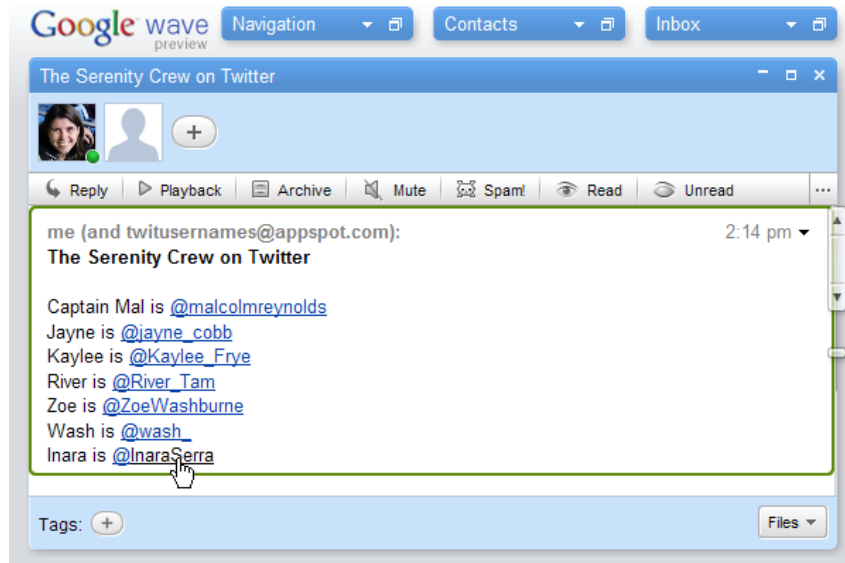 Google wave
preview
Navigation
Contacts
Inbox
The Serenity Crew on Twitter
+
Reply Playback Archive Mute Spam! Read Unread ...
me (and twitusernames@appspot.com): 2:14 pm
The Serenity Crew on Twitter
Captain Mal is @malcolmreynolds
Jayne is @jayne_cobb
Kaylee is @Kaylee_Frye
River is @River_Tam
Zoe is @ZoeWashburne
Wash is @wash_
Inara is @InaraSerra
Tags: + Files